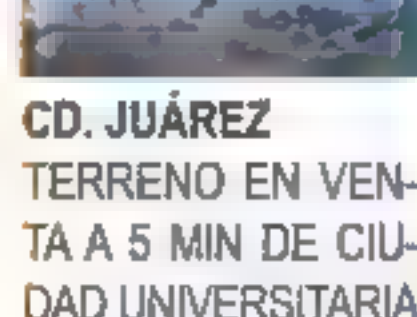 CD. JUÁREZ
TERRENO EN VEN-
TA A 5 MIN DE CIU-
DAD UNIVERSITARIA